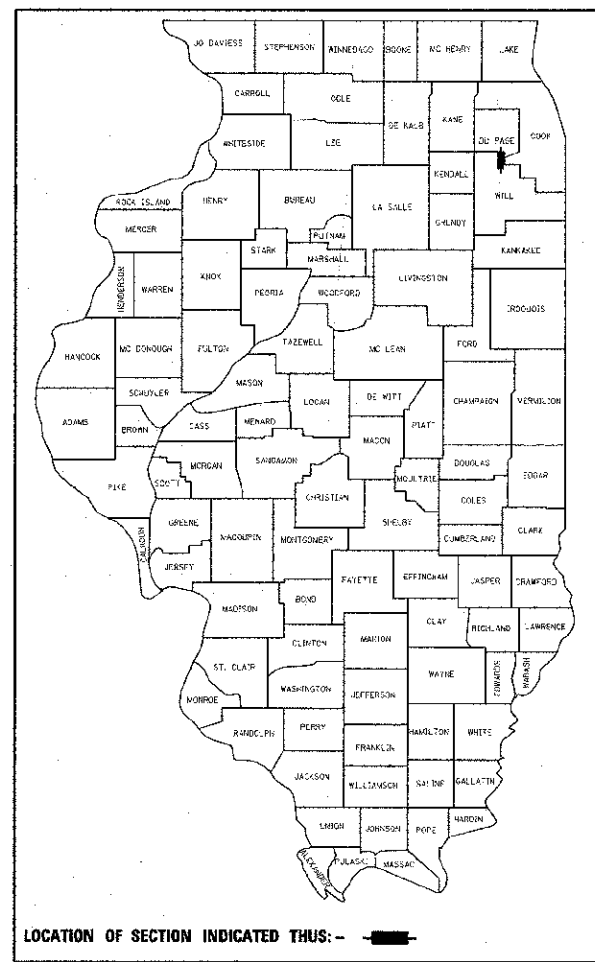 JO DAVIESS STEPHENSON WINNEBAGO BOONE MC HENRY LAKE
CARROLL OGLE DE KALB KANE DU PAGE COOK
WHITESIDE LEE KENDALL WILL
ROCK ISLAND HENRY BUREAU LA SALLE GRUNDY
MERCER STARK PUTNAM KANKAKEE
HENDERSON WARREN KNOX PEORIA MARSHALL WOODFORD LIVINGSTON IROQUOIS
HANCOCK MC DONOUGH FULTON TAZEWELL MC LEAN FORD
SCHUYLER MASON LOGAN DE WITT CHAMPAIGN VERMILION
ADAMS BROWN CASS MENARD MACON PIATT
PIKE SCOTT MORGAN SANGAMON CHRISTIAN MOULTRIE DOUGLAS EDGAR
COLES
CALHOUN GREENE MACOUPIN MONTGOMERY SHELBY CUMBERLAND CLARK
JERSEY FAYETTE EFFINGHAM JASPER CRAWFORD
MADISON BOND CLAY RICHLAND LAWRENCE
CLINTON MARION
ST. CLAIR WASHINGTON JEFFERSON WAYNE EDWARDS WABASH
MONROE
RANDOLPH PERRY FRANKLIN HAMILTON WHITE
JACKSON WILLIAMSON SALINE GALLATIN
UNION JOHNSON POPE HARDIN
ALEXANDER PULASKI MASSAC
LOCATION OF SECTION INDICATED THUS: -